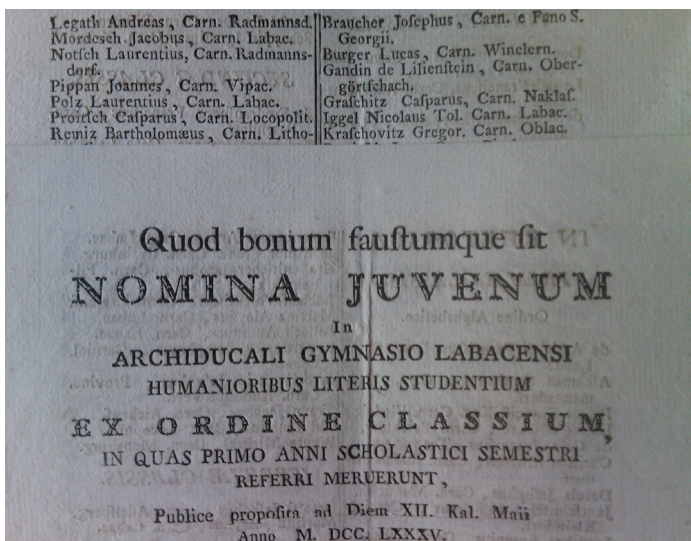 Legath Andreas, Carn. Radmannsd.
Mordesch Jacobus, Carn. Labac.
Notſch Laurentius, Carn. Radmanns-
dorf.
Pippan Joannes, Carn. Vipac.
Polz Laurentius, Carn. Labac.
Proirſch Caſparus, Carn. Locopolit.
Remiz Bartholomæus, Carn. Litho-
Braucher Joſephus, Carn. e Fano S.
Georgii.
Burger Lucas, Carn. Winclern.
Gandin de Lilienſtein, Carn. Ober-
görtſchach.
Graſchitz Caſparus, Carn. Naklaſ.
Iggel Nicolaus Tol. Carn. Labac.
Kraſchovitz Gregor. Carn. Oblac.
Quod bonum fauſtumque ſit
NOMINA JUVENUM
In
ARCHIDUCALI GYMNASIO LABACENSI
HUMANIORIBUS LITERIS STUDENTIUM
EX ORDINE CLASSIUM,
IN QUAS PRIMO ANNI SCHOLASTICI SEMESTRI
REFERRI MERUERUNT,
Publice propoſita ad Diem XII. Kal. Maii
Anno M. DCC. LXXXV.